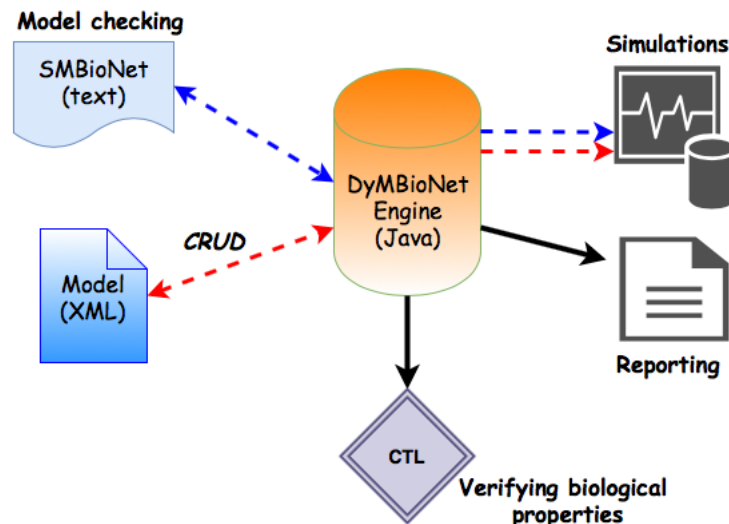 Model checking
SMBioNet
(text)
Simulations
DyMBioNet
Engine
(Java)
CRUD
Model
(XML)
Reporting
CTL
Verifying biological
properties